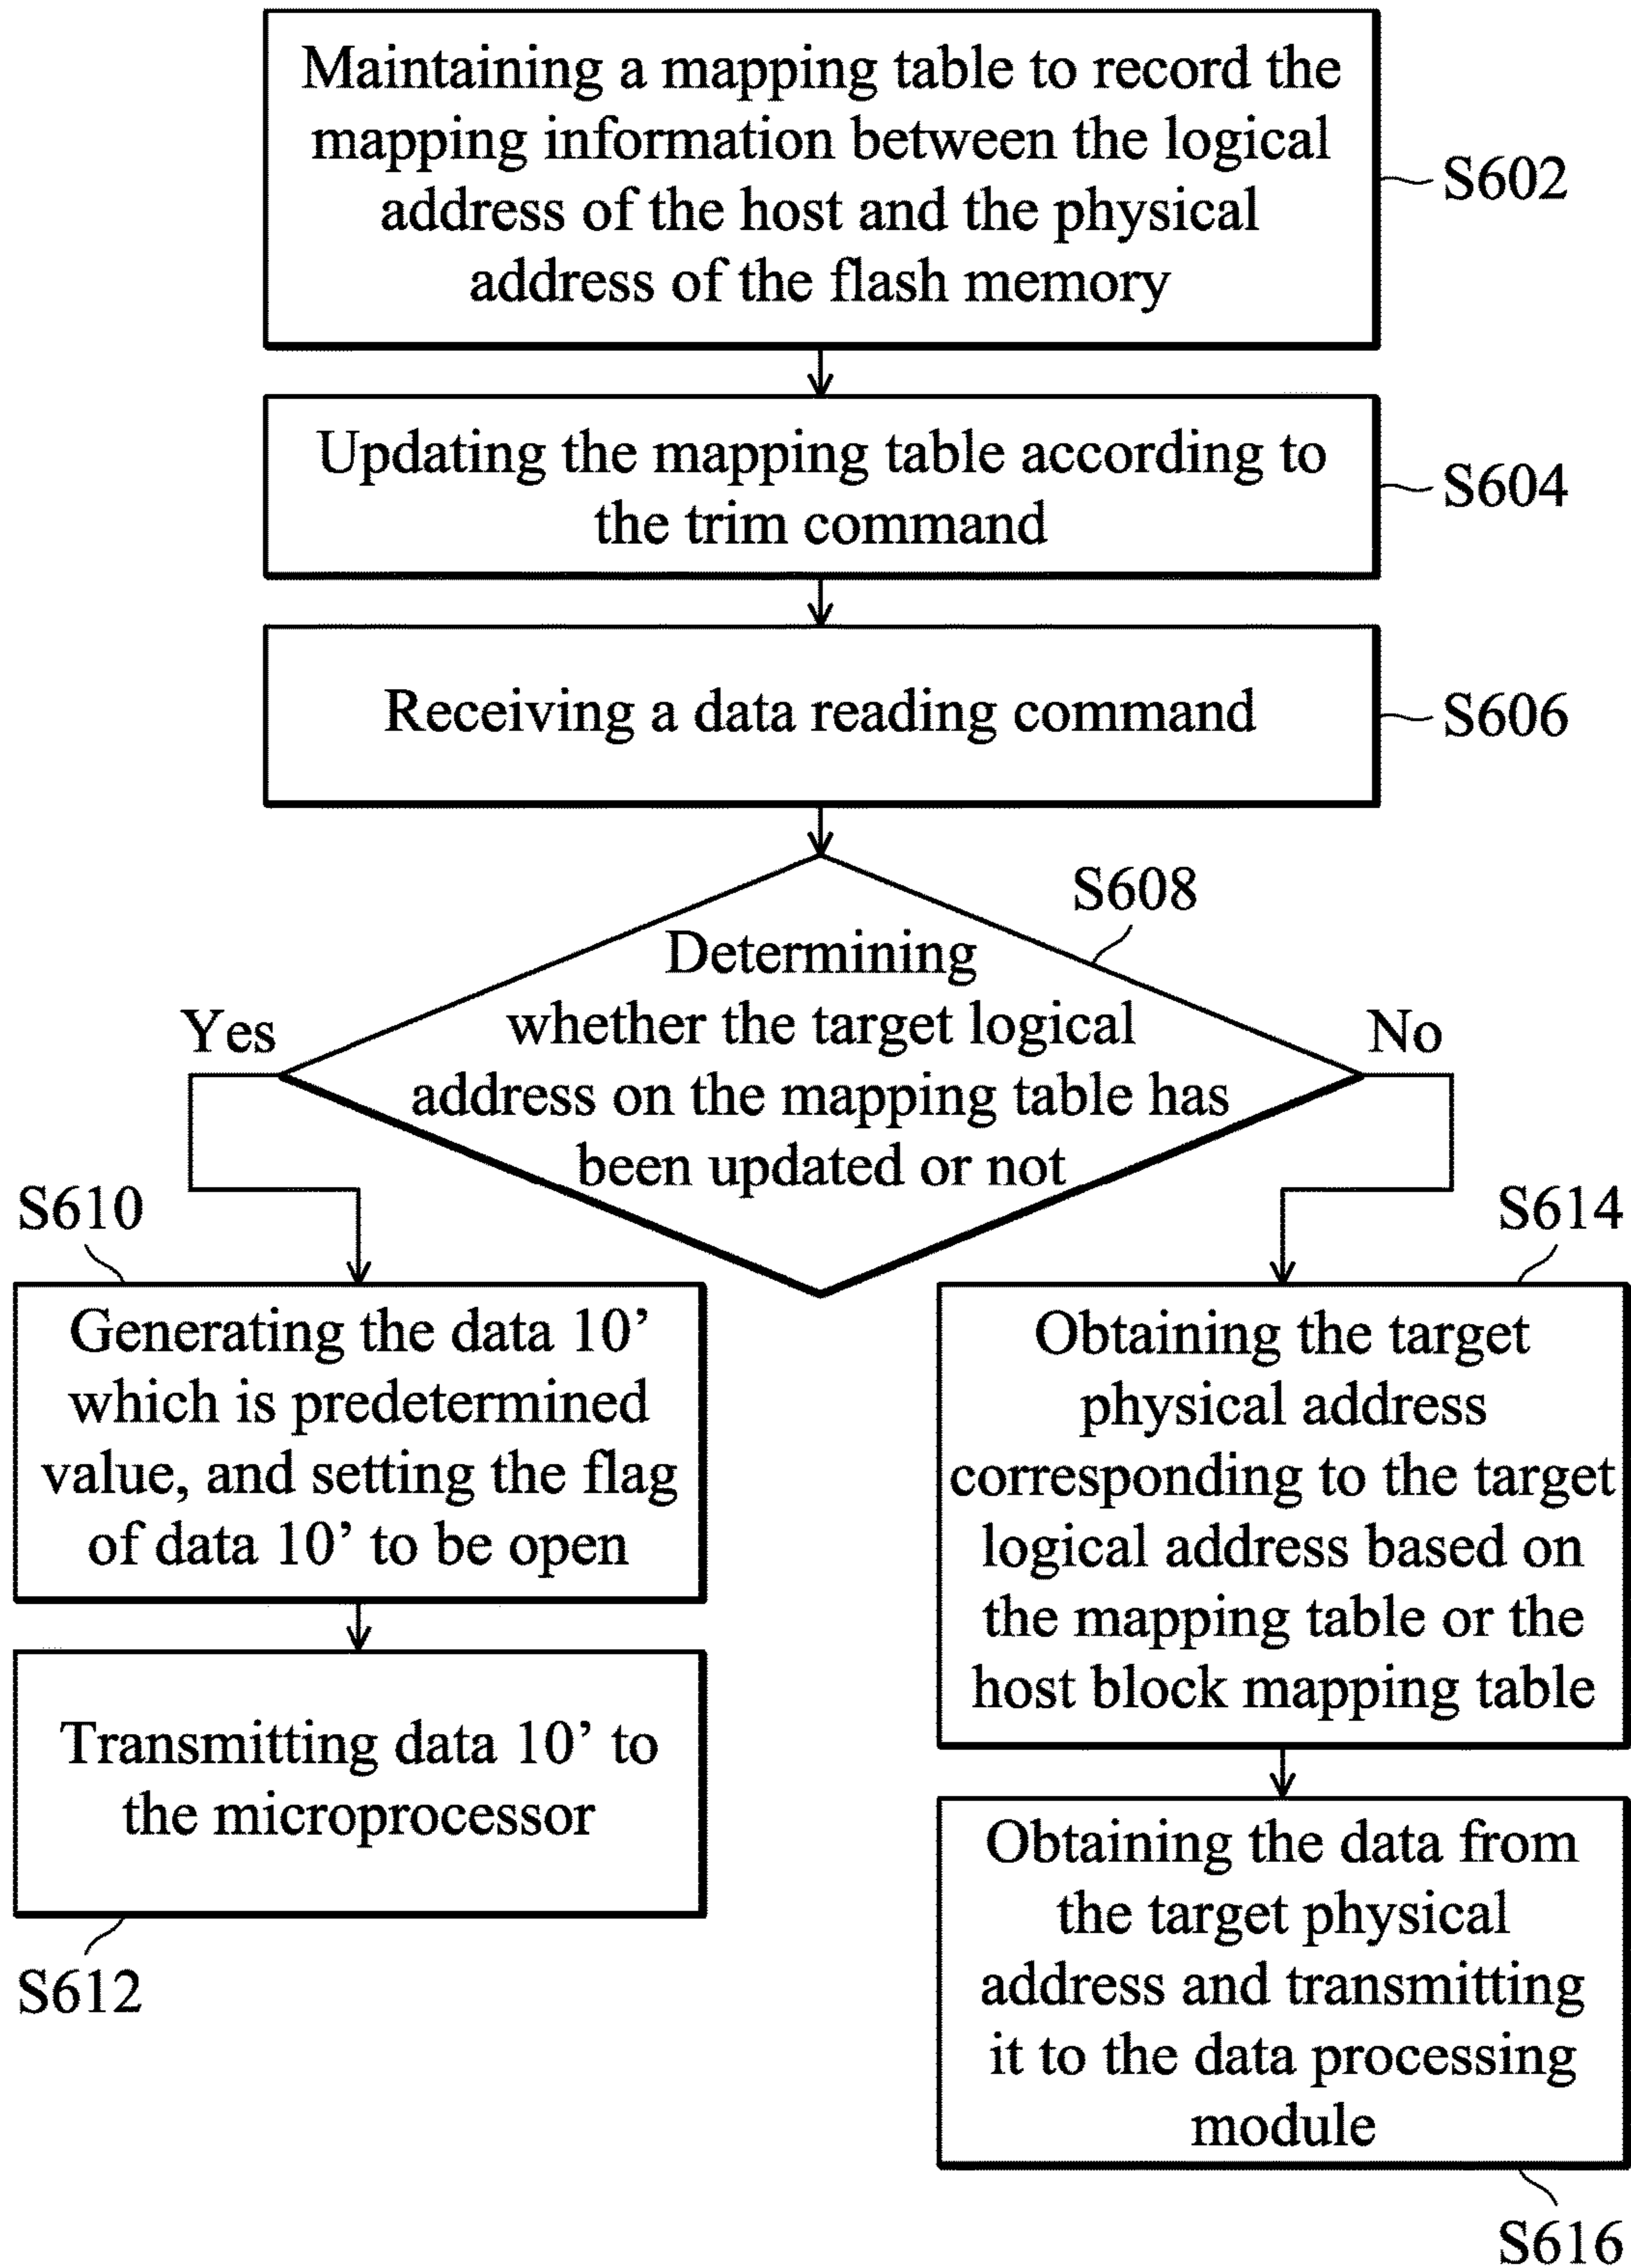 Maintaining a mapping table to record the
mapping information between the logical
address of the host and the physical
address of the flash memory
S602
Updating the mapping table according to
the trim command
S604
Receiving a data reading command
S606
S608
Determining
whether the target logical
address on the mapping table has
been updated or not
Yes
No
S610
Generating the data 10’
which is predetermined
value, and setting the flag
of data 10’ to be open
Transmitting data 10’ to
the microprocessor
S612
S614
Obtaining the target
physical address
corresponding to the target
logical address based on
the mapping table or the
host block mapping table
Obtaining the data from
the target physical
address and transmitting
it to the data processing
module
S616